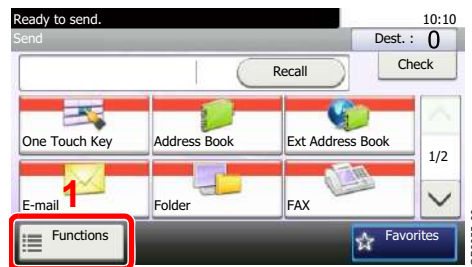 Ready to send. 10:10
Send Dest. : 0
Recall Check
One Touch Key Address Book Ext Address Book
1/2
E-mail 1 Folder FAX
Functions Favorites